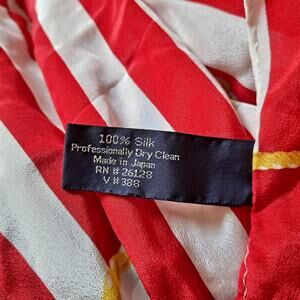 100% Silk
Professionally Dry Clean
Made in Japan
RN # 26128
V # 388